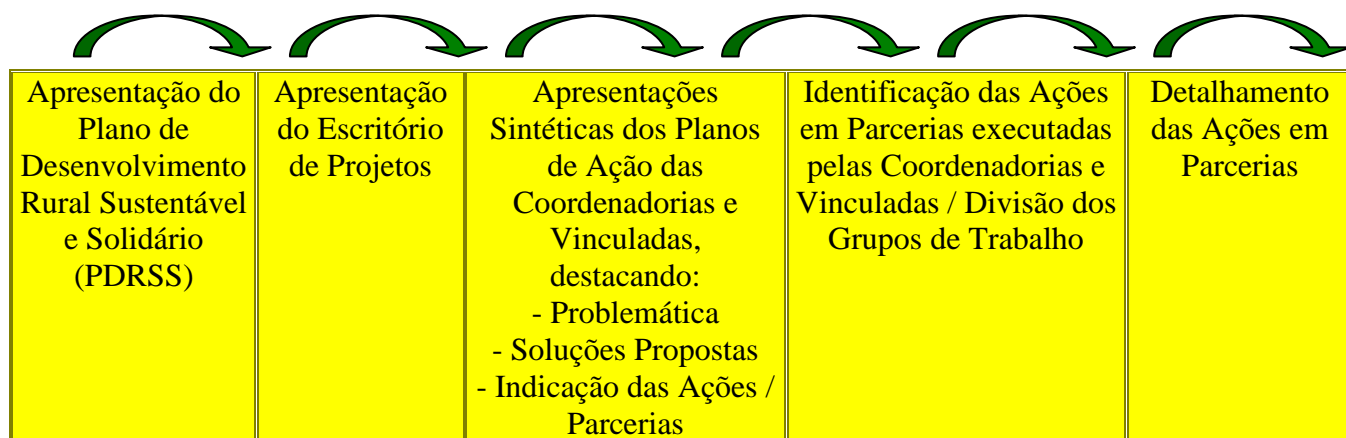 Apresentação do
Plano de
Desenvolvimento
Rural Sustentável
e Solidário
(PDRSS)
Apresentação
do Escritório
de Projetos
Apresentações
Sintéticas dos Planos
de Ação das
Coordenadorias e
Vinculadas,
destacando:
- Problemática
- Soluções Propostas
- Indicação das Ações /
Parcerias
Identificação das Ações
em Parcerias executadas
pelas Coordenadorias e
Vinculadas / Divisão dos
Grupos de Trabalho
Detalhamento
das Ações em
Parcerias